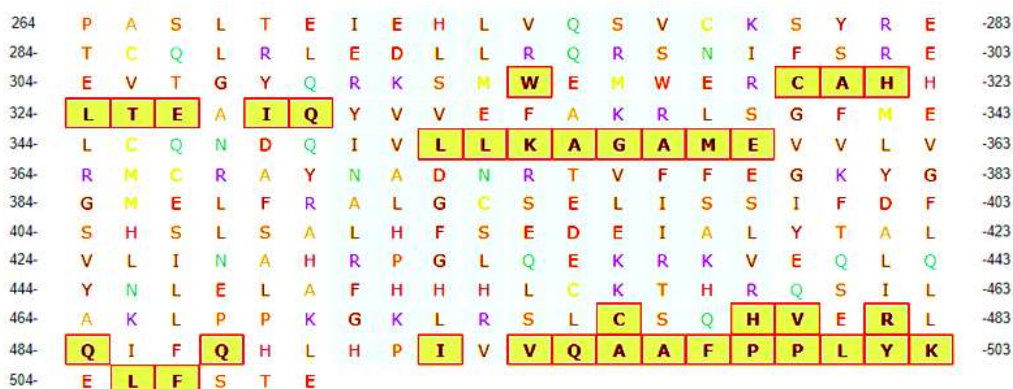 264 P A S L T E I E H L V Q S V C K S Y R E -283
284- T C Q L R L E D L L R Q R S N I F S R E -303
304- E V T G Y Q R K S M W E M W E R C A H H -323
324- L T E A I Q Y V V E F A K R L S G F M E -343
344- L C Q N D Q I V L L K A G A M E V V L V -363
364- R M C R A Y N A D N R T V F F E G K Y G -383
384- G M E L F R A L G C S E L I S S I F D F -403
404- S H S L S A L H F S E D E I A L Y T A L -423
424- V L I N A H R P G L Q E K R K V E Q L Q -443
444- Y N L E L A F H H H L C K T H R Q S I L -463
464- A K L P P K G K L R S L C S Q H V E R L -483
484- Q I F Q H L H P I V V Q A A F P P L Y K -503
504- E L F S T E